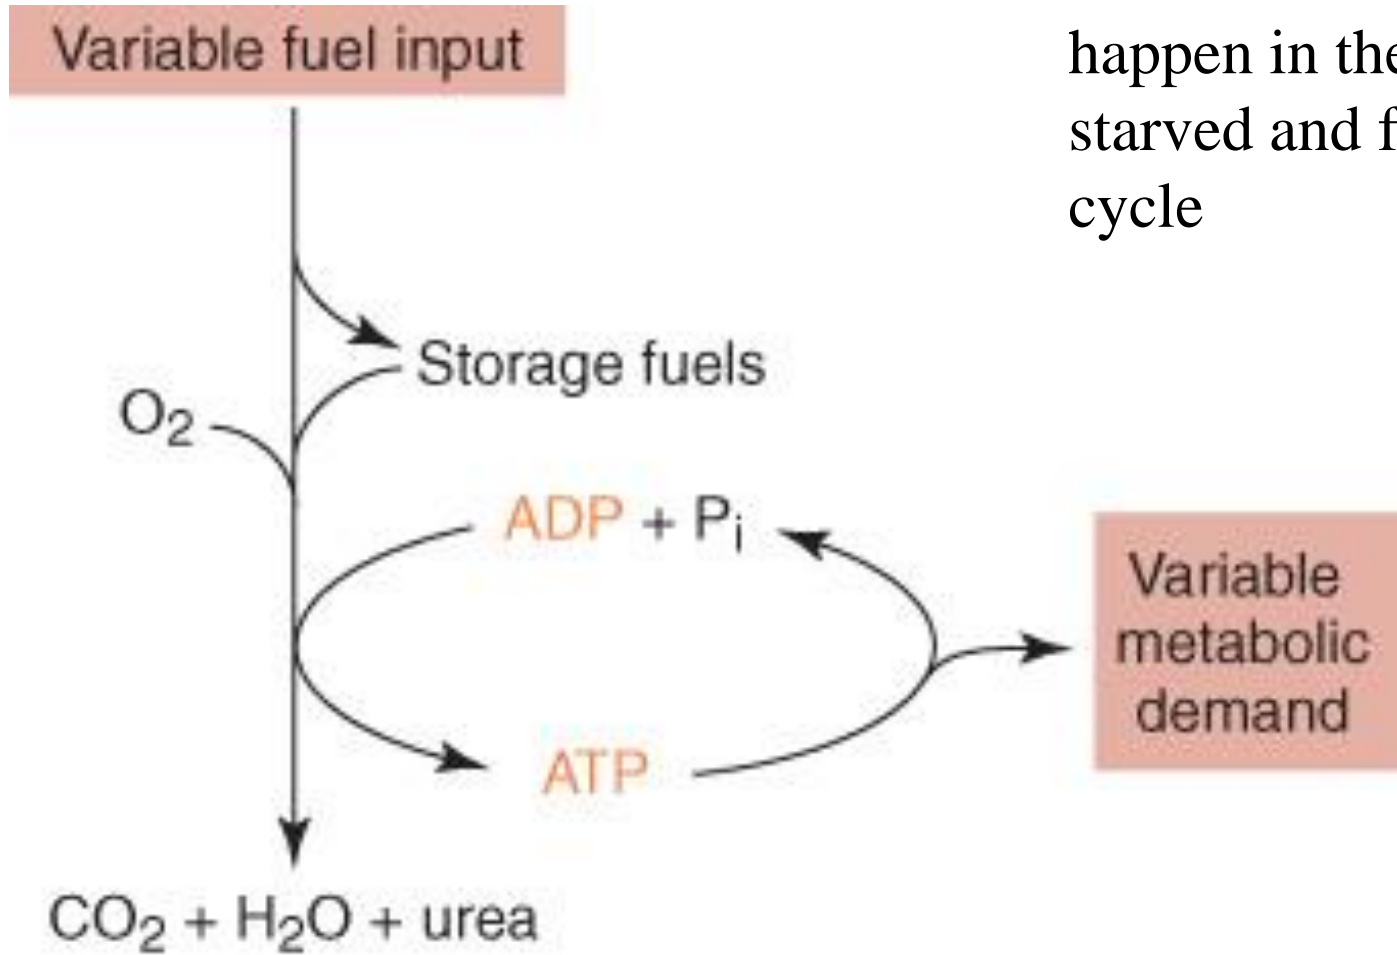 Variable fuel input
happen in the
starved and f
cycle
Storage fuels
O₂
ADP + Pᵢ
Variable
metabolic
demand
ATP
CO₂ + H₂O + urea